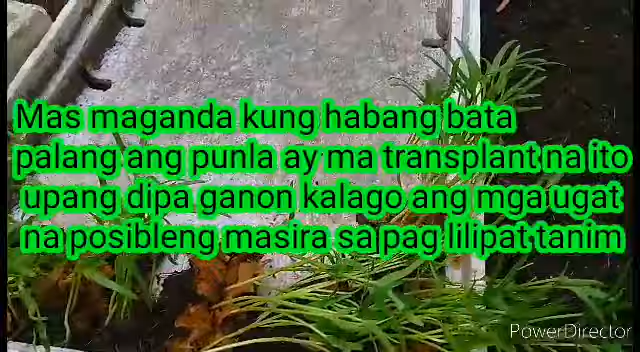 Mas maganda kung habang bata
palang ang punla ay ma transplant na ito
upang dipa ganon kalago ang mga ugat
na posibleng masira sa pag lilipat tanim
PowerDirector